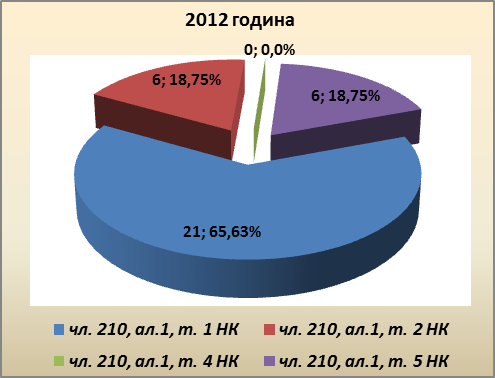 2012 година
0; 0,0%
6; 18,75%
6; 18,75%
21; 65,63%
чл. 210, ал.1, т. 1 НК
чл. 210, ал.1, т. 2 НК
чл. 210, ал.1, т. 4 НК
чл. 210, ал.1, т. 5 НК